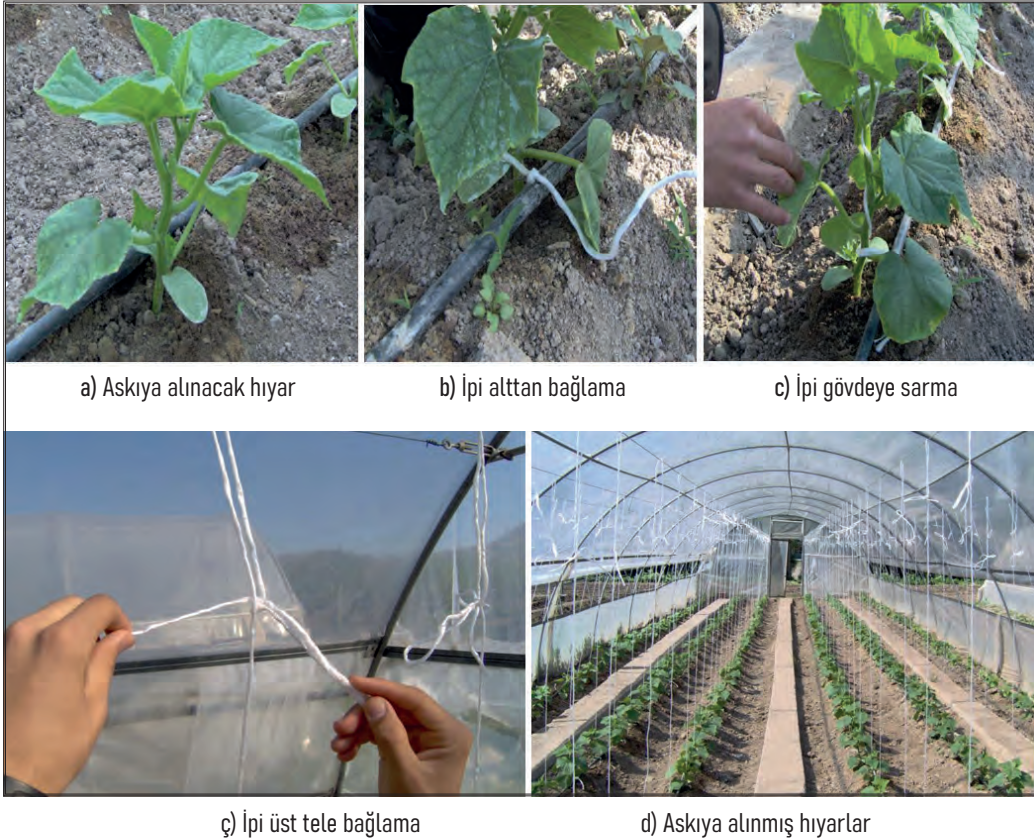 a) Askıya alınacak hıyar
b) İpi alttan bağlama
c) İpi gövdeye sarma
ç) İpi üst tele bağlama
d) Askıya alınmış hıyarlar